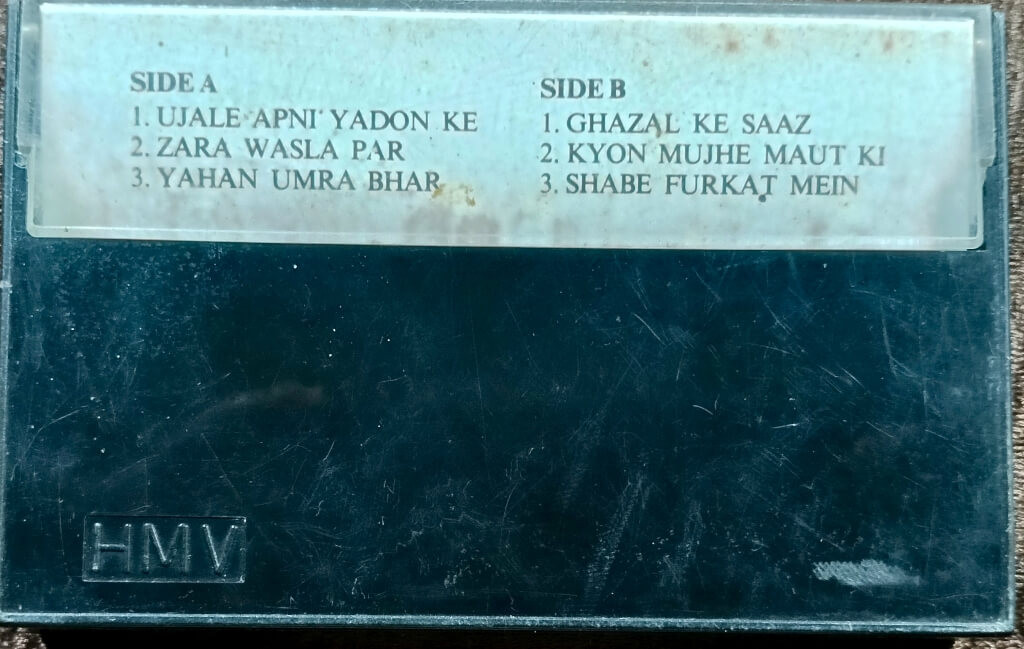 SIDE A
1. UJALE APNI YADON KE
2. ZARA WASLA PAR
3. YAHAN UMRA BHAR
SIDE B
1. GHAZAL KE SAAZ
2. KYON MUJHE MAUT KI
3. SHABE FURKAT MEIN
HMV